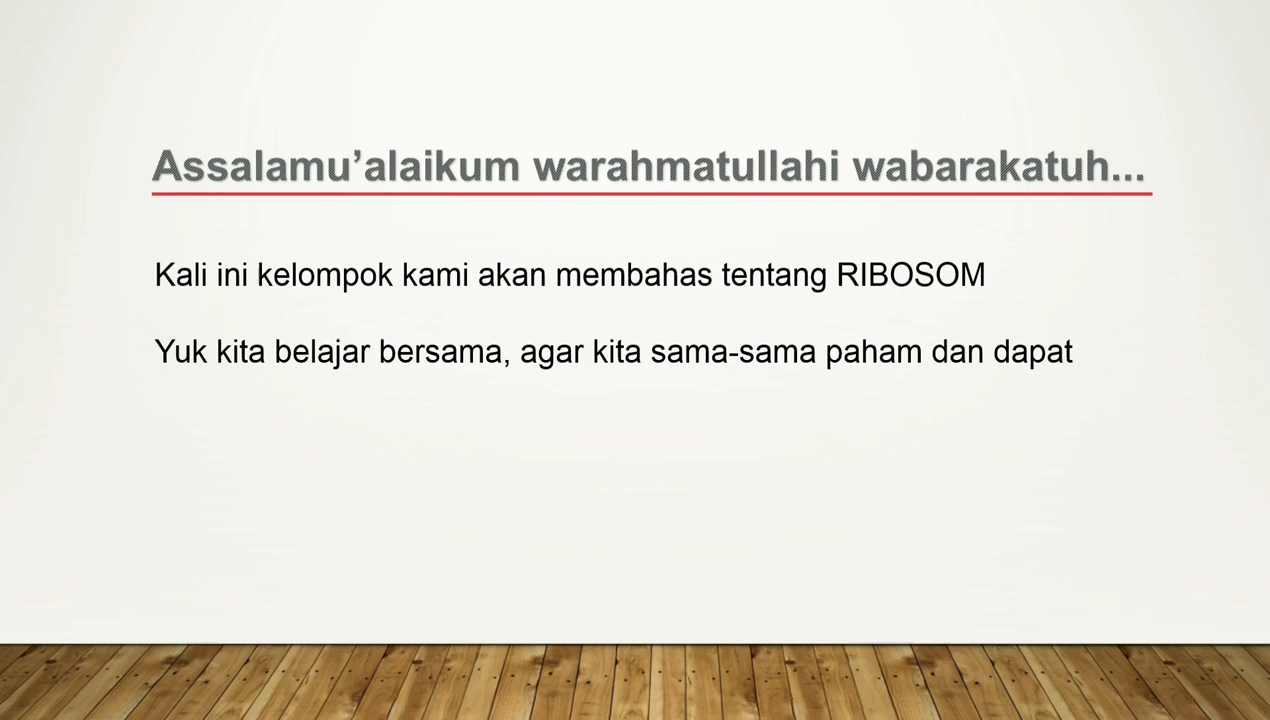 Assalamu’alaikum warahmatullahi wabarakatuh...
Kali ini kelompok kami akan membahas tentang RIBOSOM
Yuk kita belajar bersama, agar kita sama-sama paham dan dapat